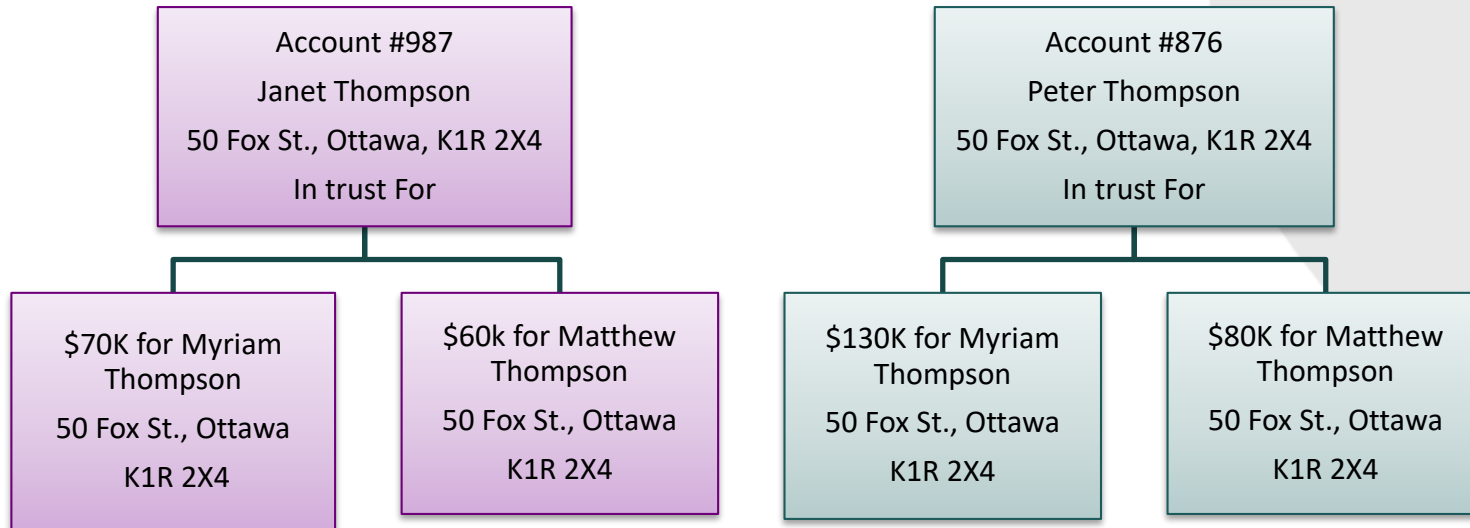 Account #987
Janet Thompson
50 Fox St., Ottawa, K1R 2X4
In trust For
Account #876
Peter Thompson
50 Fox St., Ottawa, K1R 2X4
In trust For
$70K for Myriam
Thompson
50 Fox St., Ottawa
K1R 2X4
$60k for Matthew
Thompson
50 Fox St., Ottawa
K1R 2X4
$130K for Myriam
Thompson
50 Fox St., Ottawa
K1R 2X4
$80K for Matthew
Thompson
50 Fox St., Ottawa
K1R 2X4